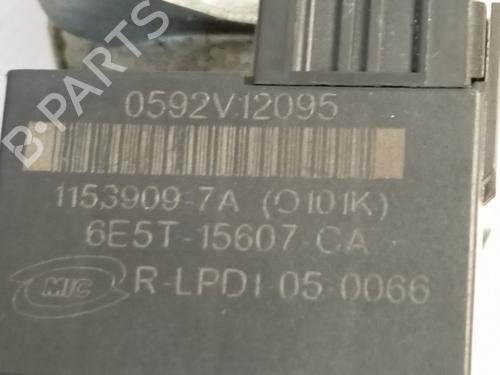 B-PARTS
0592V12095
1153909-7A (O101K)
6E5T-15607-CA
MIC R-LPD1-05-0066